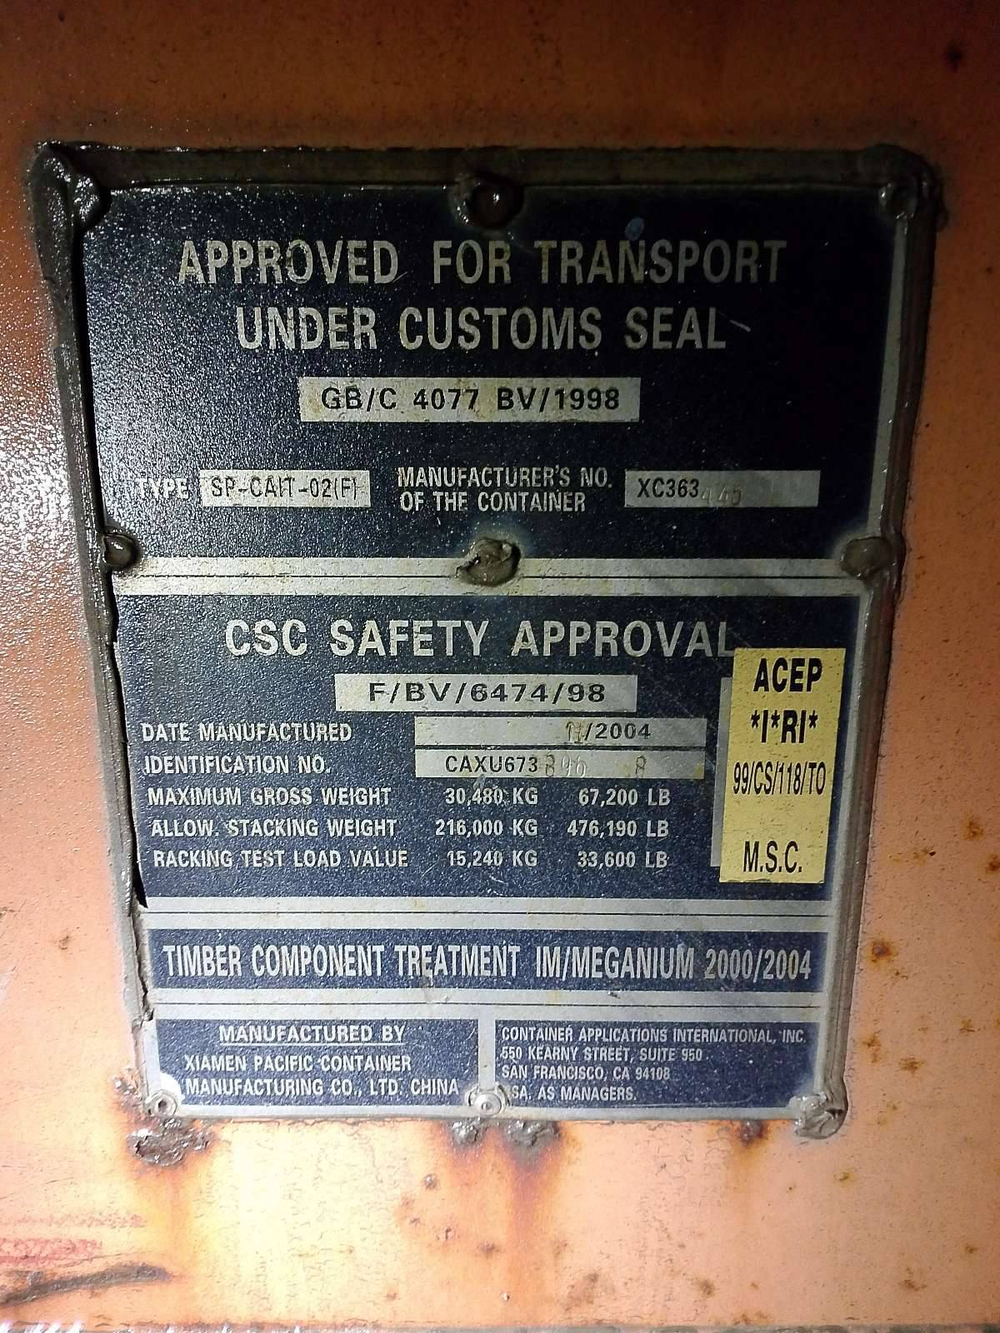 APPROVED FOR TRANSPORT
UNDER CUSTOMS SEAL
GB/C 4077 BV/1998
TYPE SP-CAIT-02(F)
MANUFACTURER'S NO.
OF THE CONTAINER
XC363
CSC SAFETY APPROVAL
F/BV/6474/98
DATE MANUFACTURED 11/2004
IDENTIFICATION NO. CAXU673
MAXIMUM GROSS WEIGHT 30,480 KG 67,200 LB
ALLOW. STACKING WEIGHT 216,000 KG 476,190 LB
RACKING TEST LOAD VALUE 15,240 KG 33,600 LB
ACEP
*I*RI*
99/CS/118/TO
M.S.C.
TIMBER COMPONENT TREATMENT IM/MEGANIUM 2000/2004
MANUFACTURED BY
XIAMEN PACIFIC CONTAINER
MANUFACTURING CO., LTD. CHINA
CONTAINER APPLICATIONS INTERNATIONAL, INC.
550 KEARNY STREET, SUITE 950
SAN FRANCISCO, CA 94108
USA. AS MANAGERS.